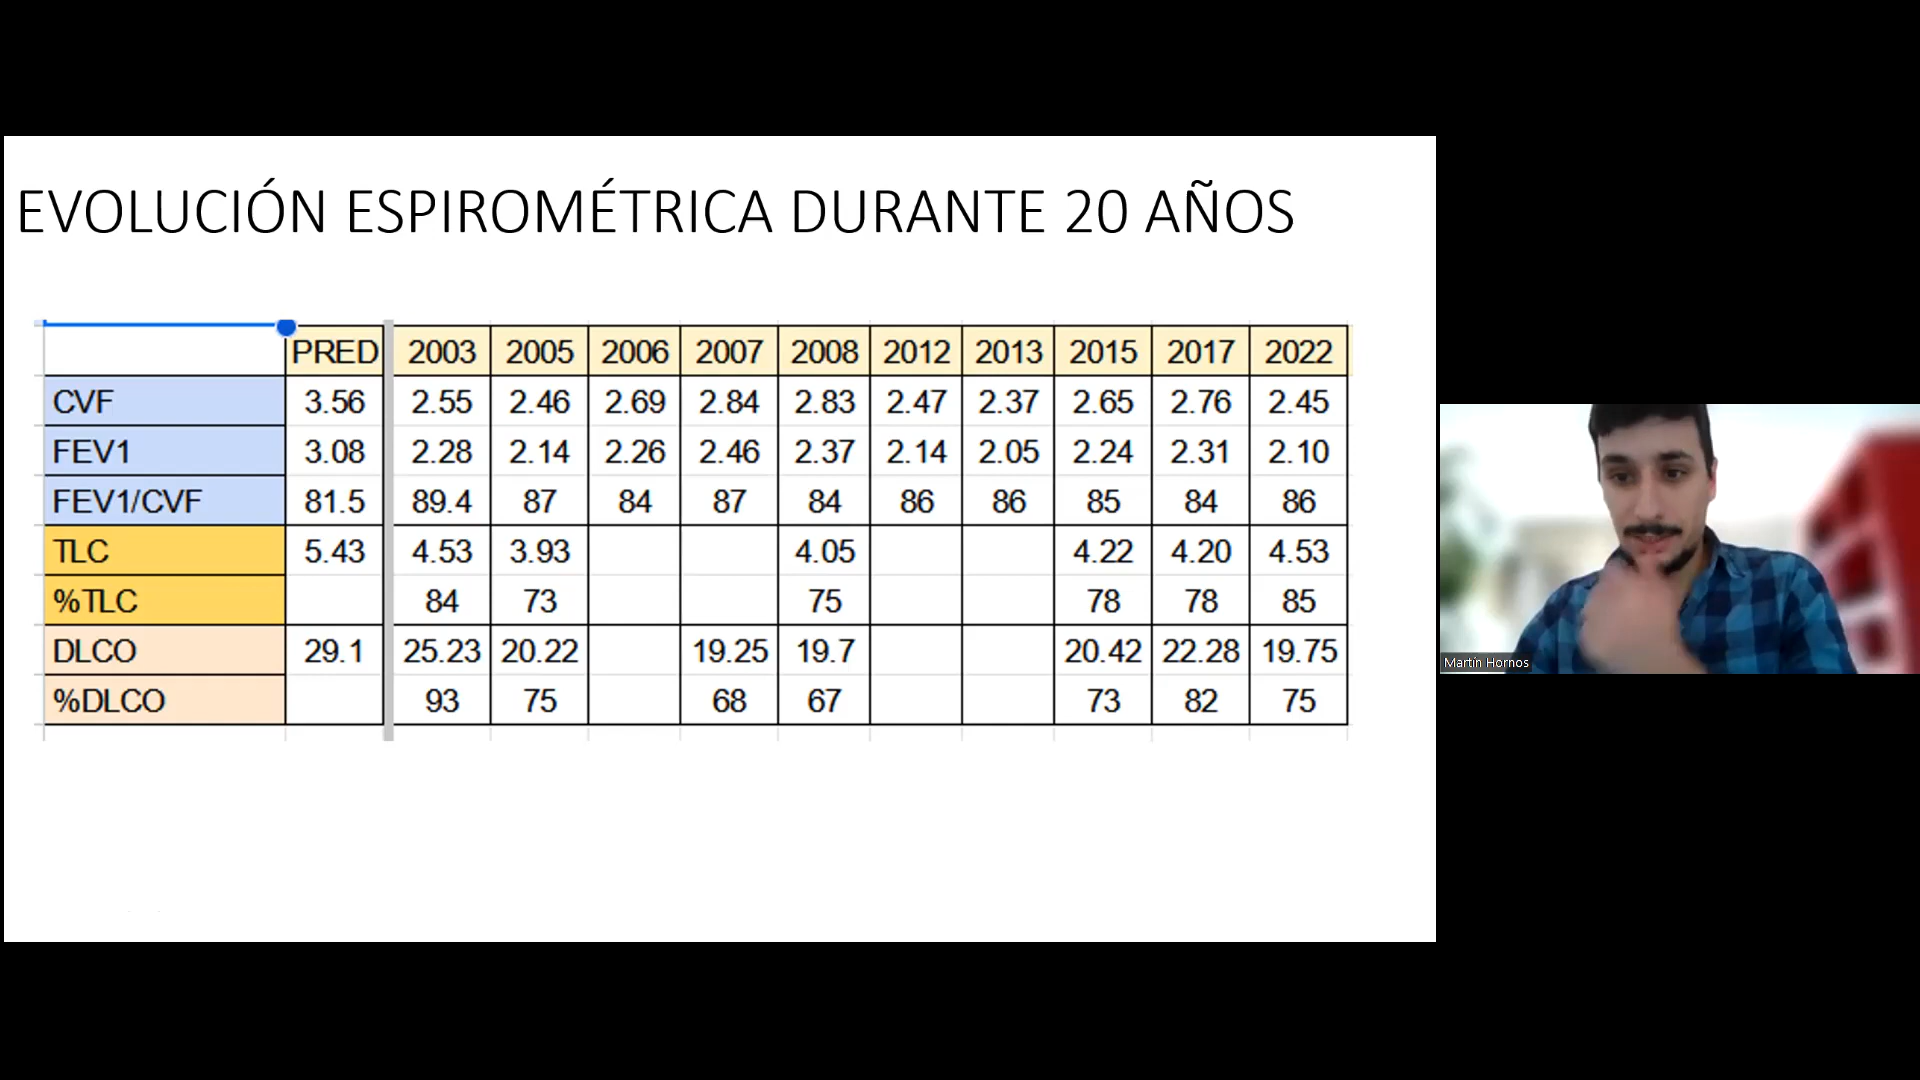 EVOLUCIÓN ESPIROMÉTRICA DURANTE 20 AÑOS
PRED 2003 2005 2006 2007 2008 2012 2013 2015 2017 2022
CVF 3.56 2.55 2.46 2.69 2.84 2.83 2.47 2.37 2.65 2.76 2.45
FEV1 3.08 2.28 2.14 2.26 2.46 2.37 2.14 2.05 2.24 2.31 2.10
FEV1/CVF 81.5 89.4 87 84 87 84 86 86 85 84 86
TLC 5.43 4.53 3.93 4.05 4.22 4.20 4.53
%TLC 84 73 75 78 78 85
DLCO 29.1 25.23 20.22 19.25 19.7 20.42 22.28 19.75
%DLCO 93 75 68 67 73 82 75
Martín Hornos